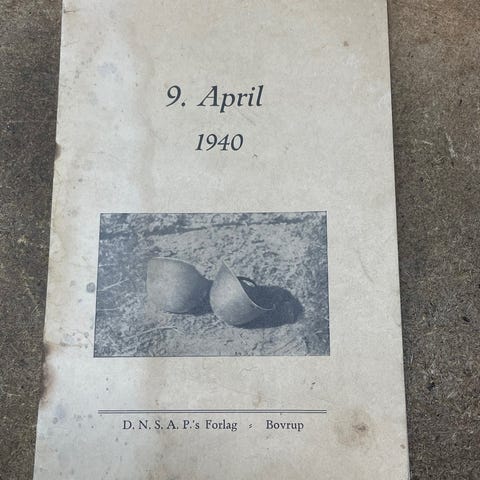 9. April
1940
D. N. S. A. P.'s Forlag - Bovrup